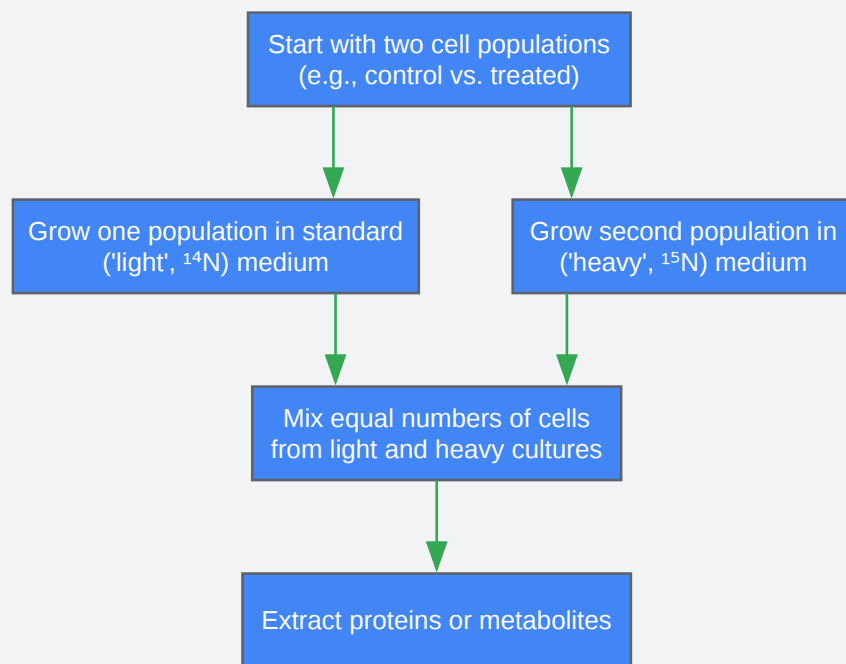 Start with two cell populations
(e.g., control vs. treated)
Grow one population in standard
('light', ¹⁴N) medium
Grow second population in
('heavy', ¹⁵N) medium
Mix equal numbers of cells
from light and heavy cultures
Extract proteins or metabolites